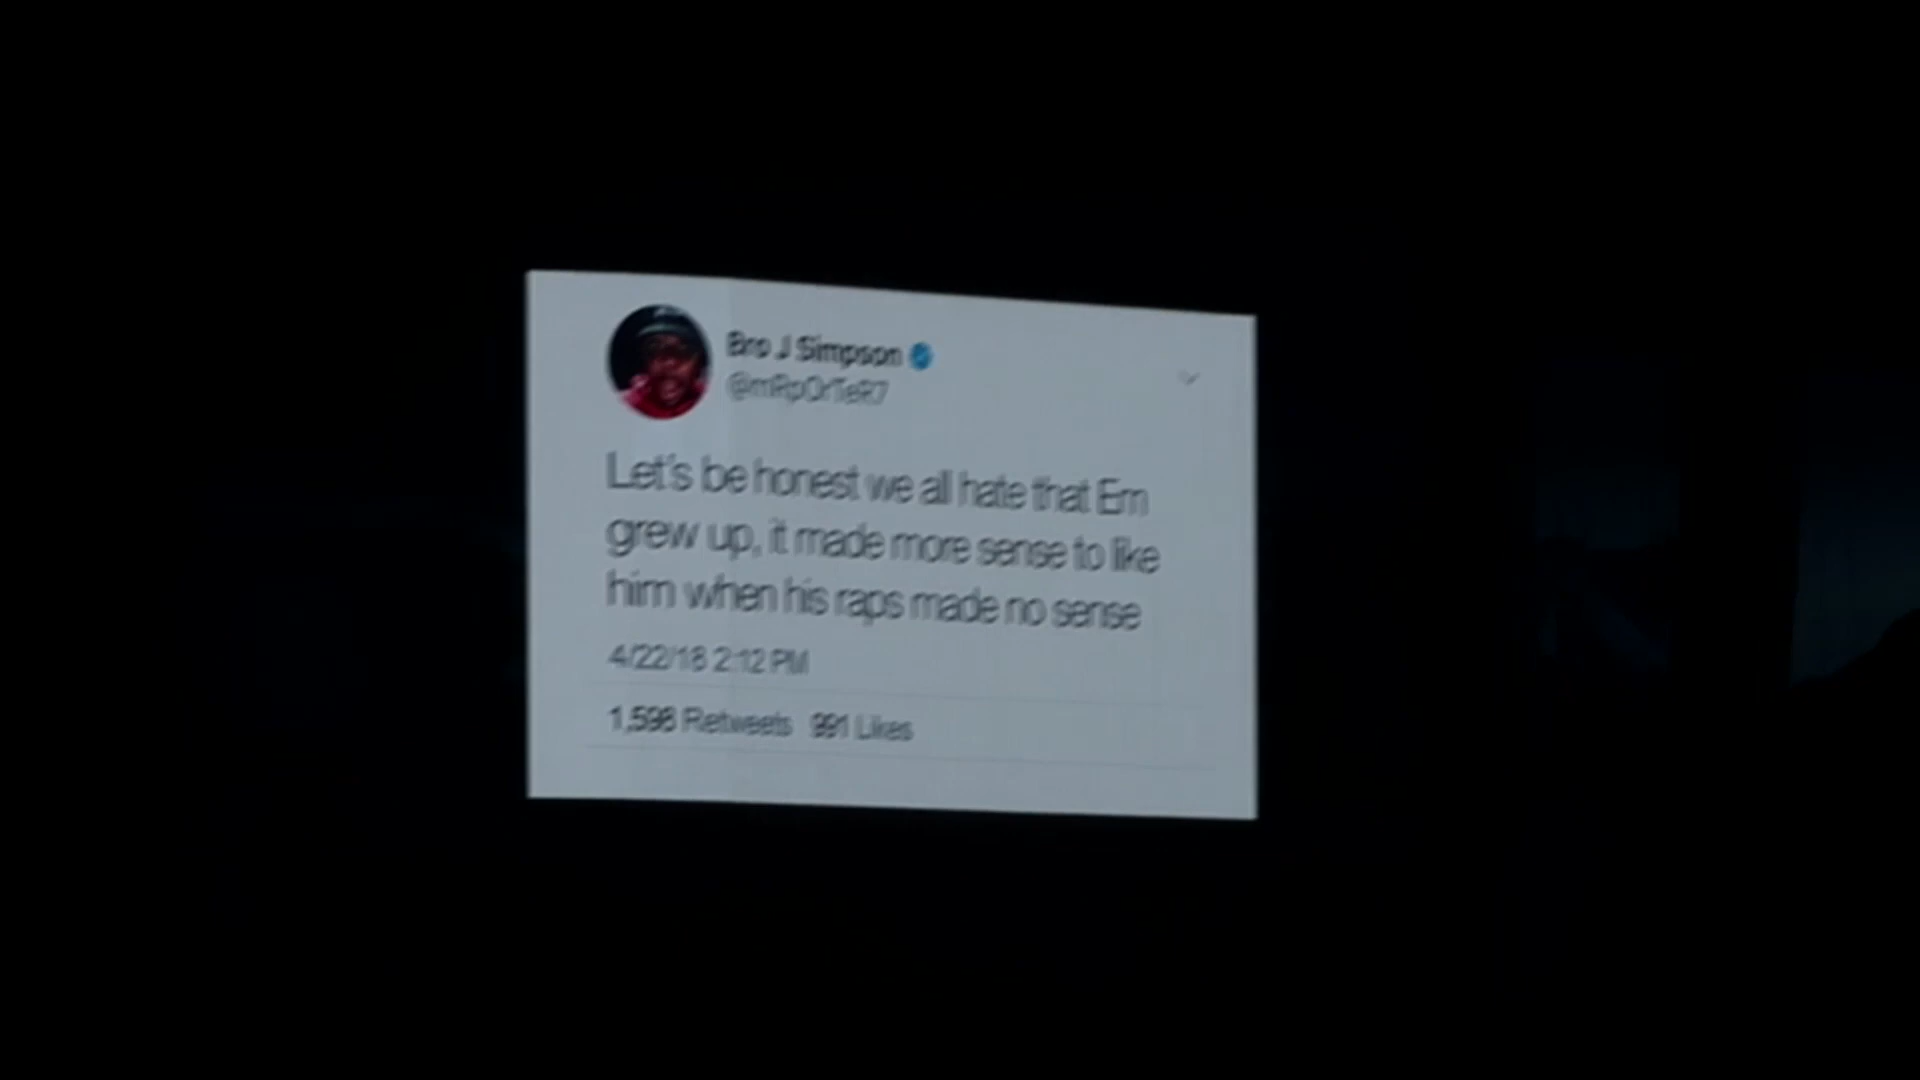 Bro J Simpson
@mRpOrTeR7
Let's be honest we all hate that Em
grew up, it made more sense to like
him when his raps made no sense
4/22/18 2:12 PM
1,598 Retweets 991 Likes